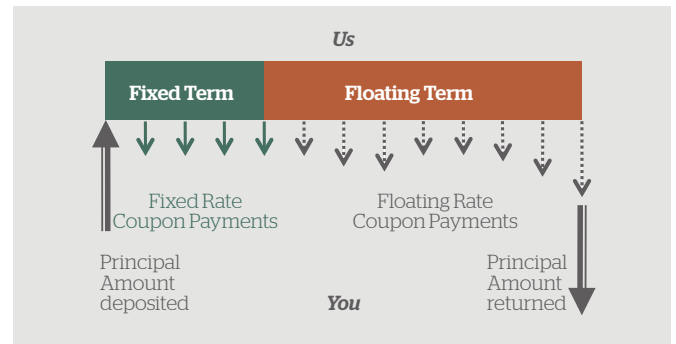 Us
Fixed Term
Floating Term
Fixed Rate
Coupon Payments
Floating Rate
Coupon Payments
Principal
Amount
deposited
Principal
Amount
returned
You